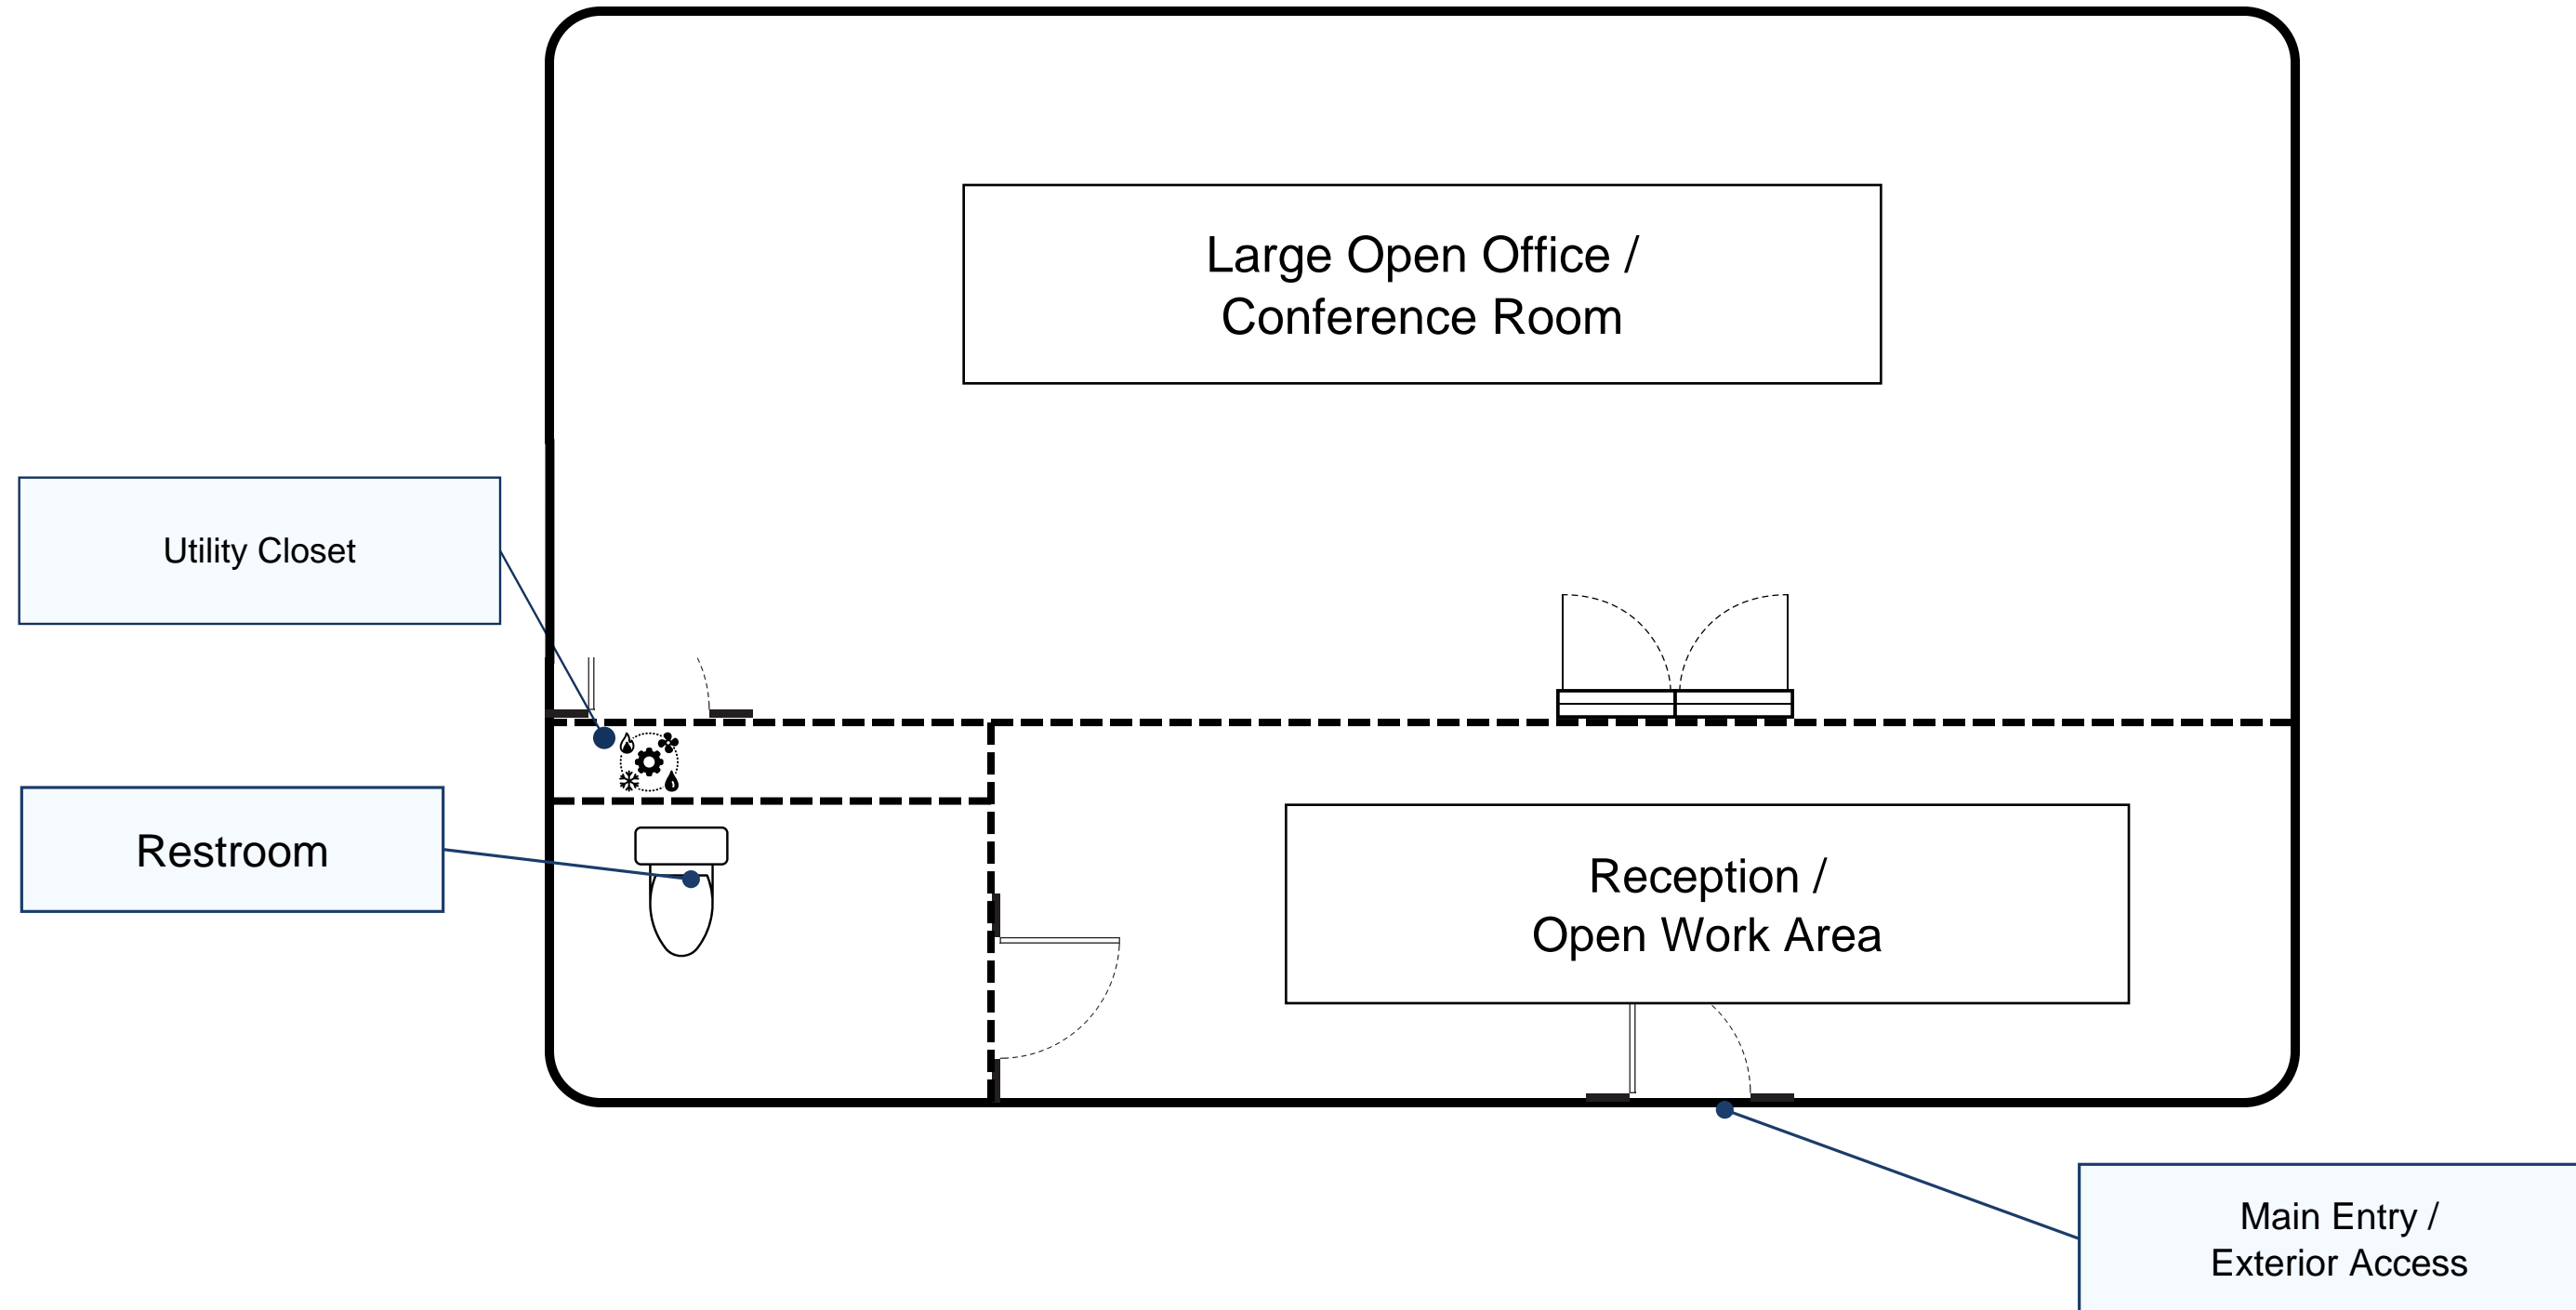 Large Open Office /
Conference Room
Utility Closet
Restroom
Reception /
Open Work Area
Main Entry /
Exterior Access